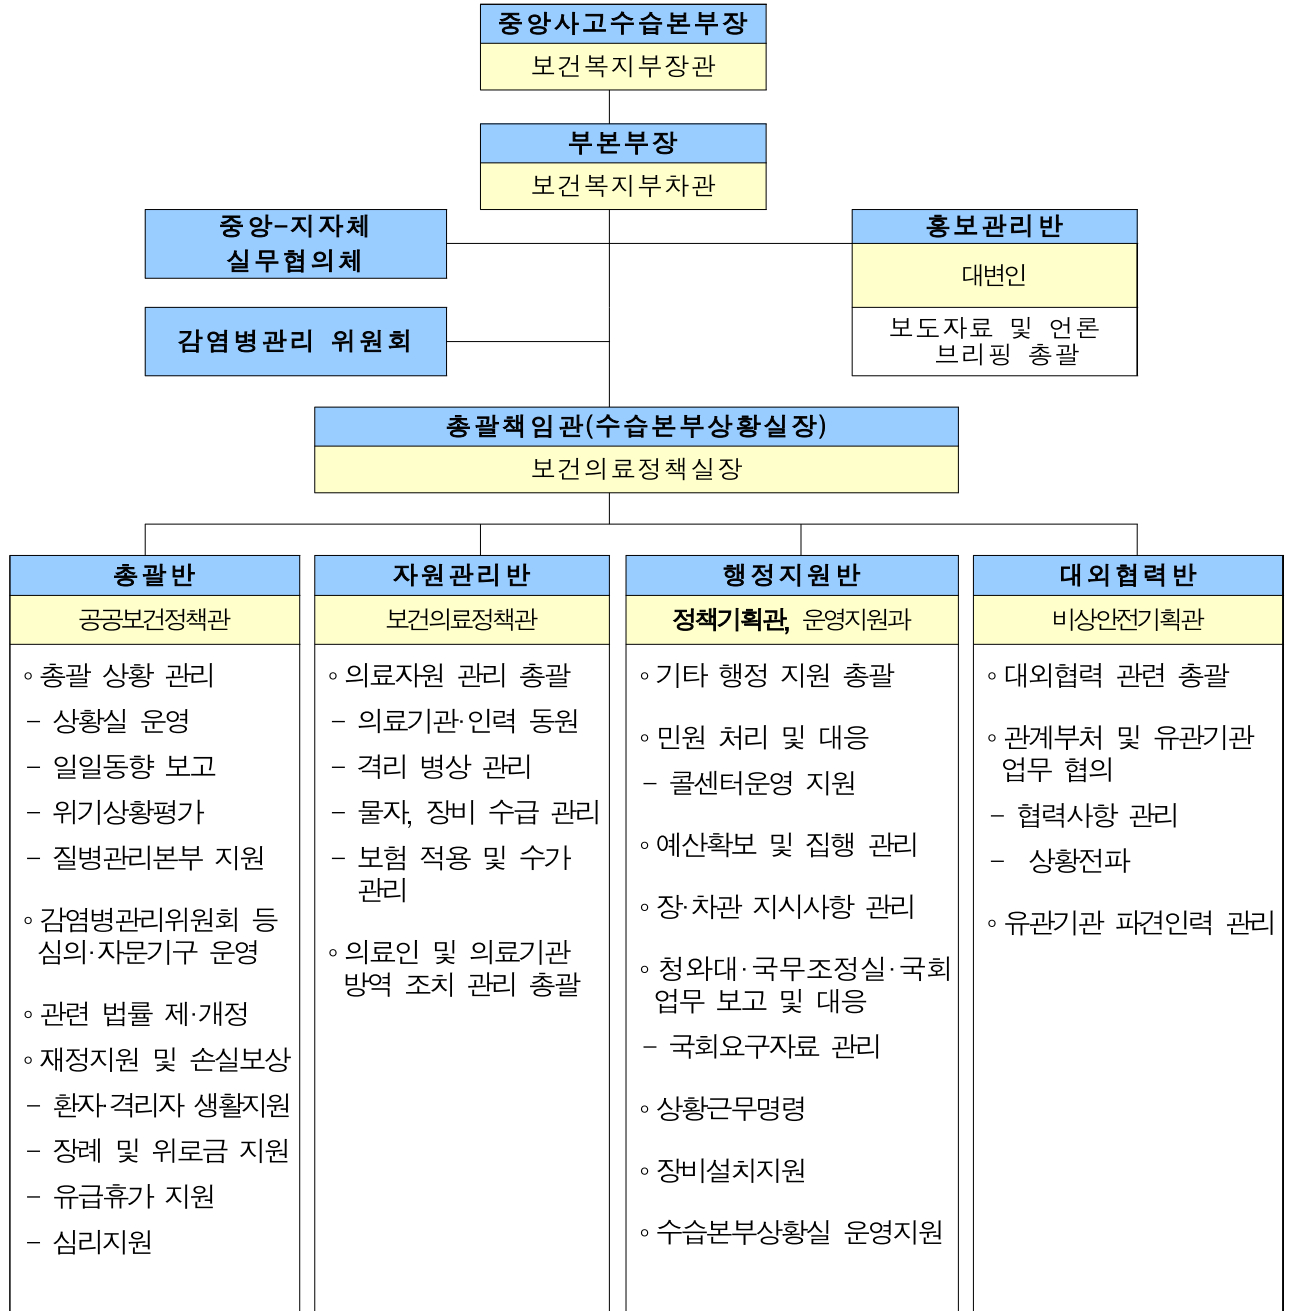 중앙사고수습본부장
보건복지부장관
부본부장
보건복지부차관
중앙-지자체
실무협의체
홍보관리반
대변인
보도자료 및 언론
브리핑 총괄
감염병관리 위원회
총괄책임관(수습본부상황실장)
보건의료정책실장
총괄반
공공보건정책관
◦총괄 상황 관리
- 상황실 운영
- 일일동향 보고
- 위기상황평가
- 질병관리본부 지원
◦감염병관리위원회 등
심의·자문기구 운영
◦관련 법률 제·개정
◦재정지원 및 손실보상
- 환자·격리자 생활지원
- 장례 및 위로금 지원
- 유급휴가 지원
- 심리지원
자원관리반
보건의료정책관
◦의료자원 관리 총괄
- 의료기관·인력 동원
- 격리 병상 관리
- 물자, 장비 수급 관리
- 보험 적용 및 수가
관리
◦의료인 및 의료기관
방역 조치 관리 총괄
행정지원반
정책기획관, 운영지원과
◦기타 행정 지원 총괄
◦민원 처리 및 대응
- 콜센터운영 지원
◦예산확보 및 집행 관리
◦장·차관 지시사항 관리
◦청와대·국무조정실·국회
업무 보고 및 대응
- 국회요구자료 관리
◦상황근무명령
◦장비설치지원
◦수습본부상황실 운영지원
대외협력반
비상안전기획관
◦대외협력 관련 총괄
◦관계부처 및 유관기관
업무 협의
- 협력사항 관리
- 상황전파
◦유관기관 파견인력 관리